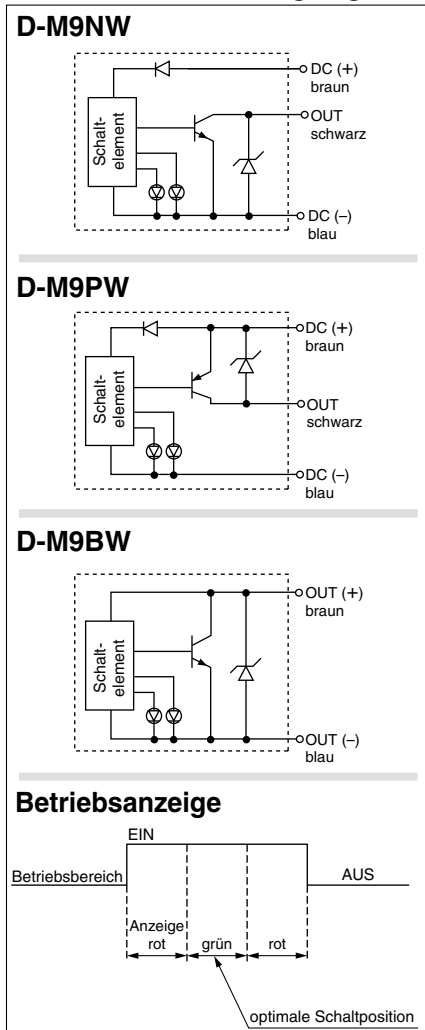 D-M9NW
DC (+)
braun
OUT
schwarz
Schalt-
element
DC (–)
blau
D-M9PW
DC (+)
braun
Schalt-
element
OUT
schwarz
DC (–)
blau
D-M9BW
OUT (+)
braun
Schalt-
element
OUT (–)
blau
Betriebsanzeige
EIN
Betriebsbereich
AUS
Anzeige
rot
grün
rot
optimale Schaltposition